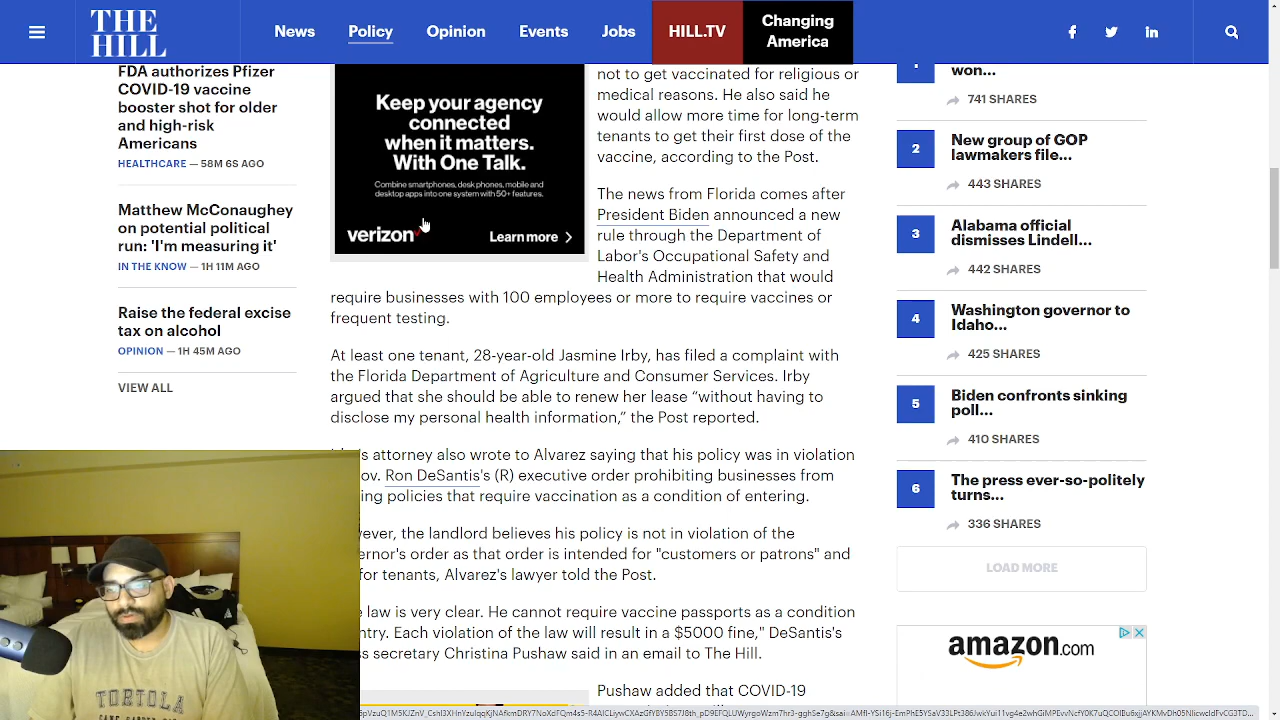 THE
HILL
News
Policy
Opinion
Events
Jobs
HILL.TV
Changing
America
FDA authorizes Pfizer
COVID-19 vaccine
booster shot for older
and high-risk
Americans
HEALTHCARE — 58M 6S AGO
Matthew McConaughey
on potential political
run: 'I'm measuring it'
IN THE KNOW — 1H 11M AGO
Raise the federal excise
tax on alcohol
OPINION — 1H 45M AGO
VIEW ALL
Keep your agency
connected
when it matters.
With One Talk.
Combine smartphones, desk phones, mobile and
desktop apps into one system with 50+ features.
verizon
Learn more
not to get vaccinated for religious or
medical reasons. He also said he
would allow more time for long-term
tenants to get their first dose of the
vaccine, according to the Post.
The news from Florida comes after
President Biden announced a new
rule through the Department of
Labor's Occupational Safety and
Health Administration that would
require businesses with 100 employees or more to require vaccines or
frequent testing.
At least one tenant, 28-year-old Jasmine Irby, has filed a complaint with
the Florida Department of Agriculture and Consumer Services. Irby
argued that she should be able to renew her lease “without having to
disclose my personal health information,” the Post reported.
attorney also wrote to Alvarez saying that his policy was in violation
Ron DeSantis's (R) executive order prohibiting businesses from
policies that require vaccination as a condition of entering.
the landlord believes his policy is not in violation of the
order as that order is intended for "customers or patrons" and
for tenants, Alvarez's lawyer told the Post.
law is very clear. He cannot require vaccine passports as a condition
Each violation of the law will result in a $5000 fine," DeSantis's
secretary Christina Pushaw said in an email to The Hill.
Pushaw added that COVID-19
won...
741 SHARES
2
New group of GOP
lawmakers file...
443 SHARES
3
Alabama official
dismisses Lindell...
442 SHARES
4
Washington governor to
Idaho...
425 SHARES
5
Biden confronts sinking
poll...
410 SHARES
6
The press ever-so-politely
turns...
336 SHARES
LOAD MORE
amazon.com
TORTOLA